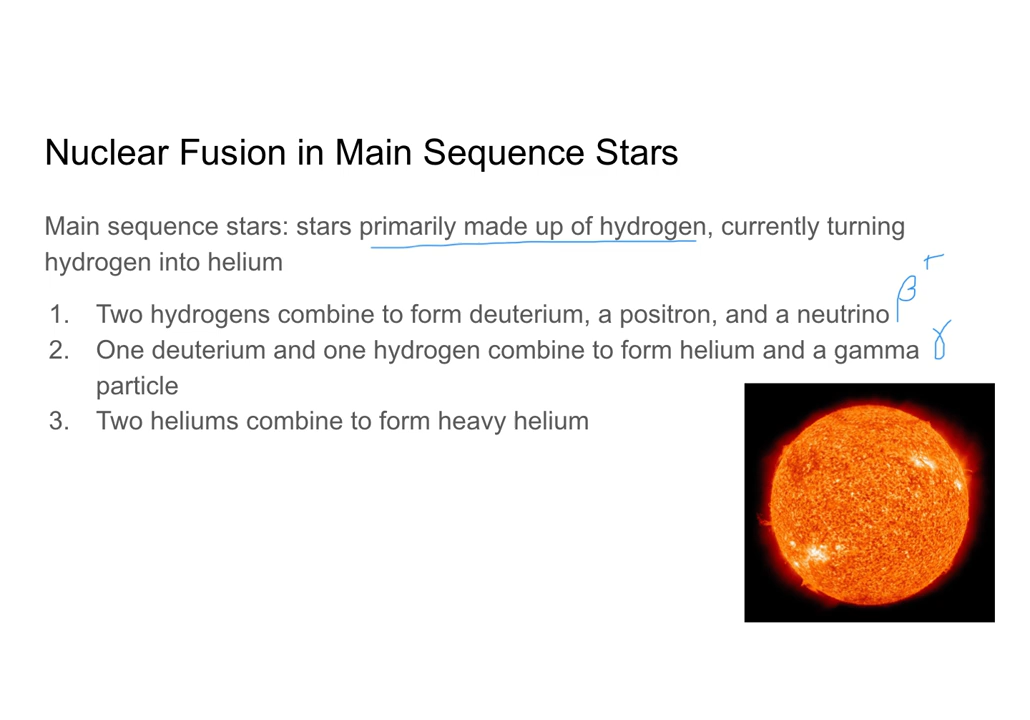 Nuclear Fusion in Main Sequence Stars
Main sequence stars: stars primarily made up of hydrogen, currently turning
hydrogen into helium
β+
1. Two hydrogens combine to form deuterium, a positron, and a neutrino
2. One deuterium and one hydrogen combine to form helium and a gamma γ
particle
3. Two heliums combine to form heavy helium